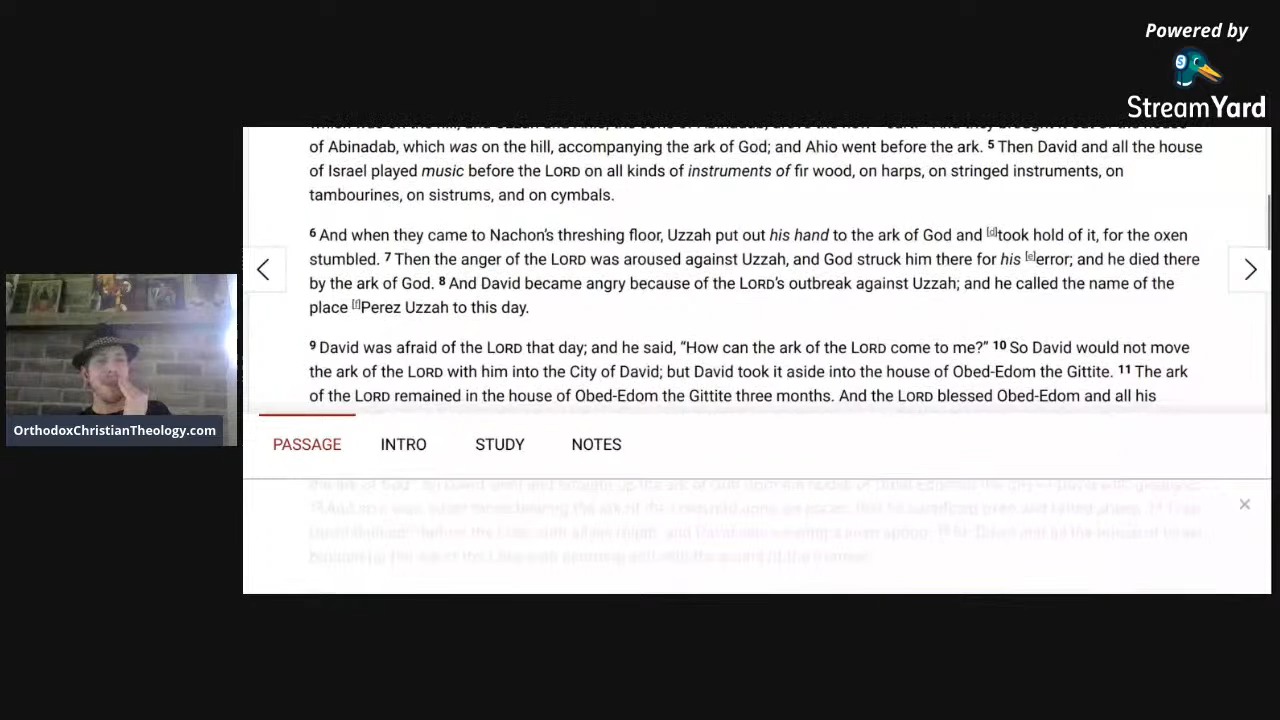 Powered by
StreamYard
of Abinadab, which was on the hill, accompanying the ark of God; and Ahio went before the ark. 5 Then David and all the house
of Israel played music before the LORD on all kinds of instruments of fir wood, on harps, on stringed instruments, on
tambourines, on sistrums, and on cymbals.
6 And when they came to Nachon's threshing floor, Uzzah put out his hand to the ark of God and [d]took hold of it, for the oxen
stumbled. 7 Then the anger of the LORD was aroused against Uzzah, and God struck him there for his [e]error; and he died there
by the ark of God. 8 And David became angry because of the LORD's outbreak against Uzzah; and he called the name of the
place [f]Perez Uzzah to this day.
9 David was afraid of the LORD that day; and he said, “How can the ark of the LORD come to me?” 10 So David would not move
the ark of the LORD with him into the City of David; but David took it aside into the house of Obed-Edom the Gittite. 11 The ark
of the LORD remained in the house of Obed-Edom the Gittite three months. And the LORD blessed Obed-Edom and all his
PASSAGE INTRO STUDY NOTES
OrthodoxChristianTheology.com